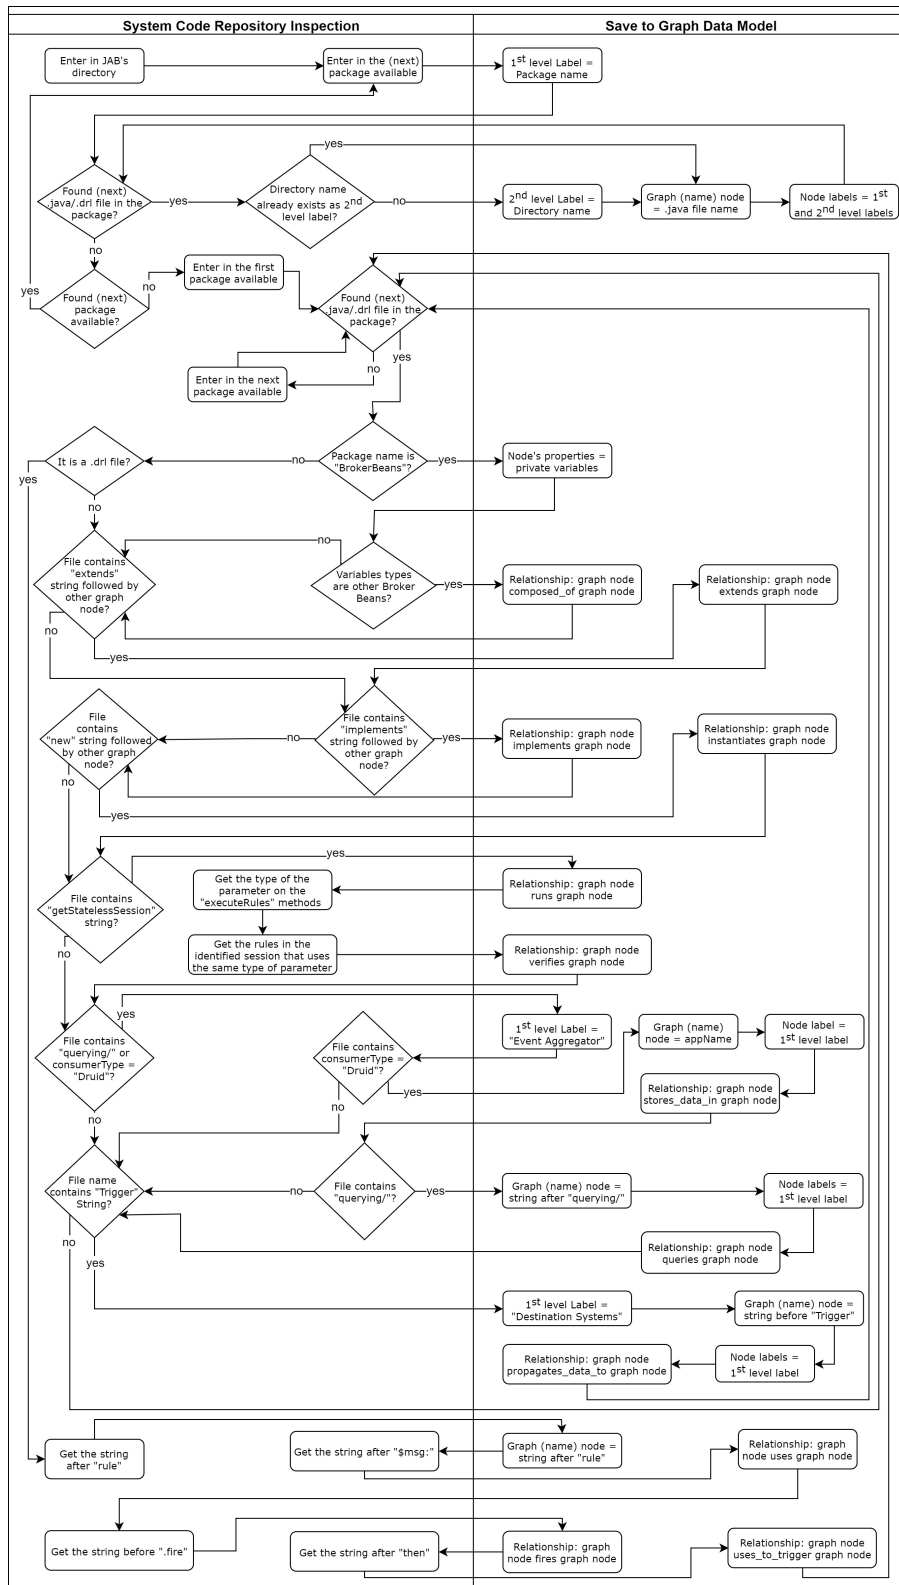 System Code Repository Inspection
Save to Graph Data Model
Enter in JAB's
directory
Enter in the (next)
package available
1st level Label =
Package name
yes
Found (next)
.java/.drl file in the
package?
yes
Directory name
already exists as 2nd
level label?
no
2nd level Label =
Directory name
Graph (name) node
= .java file name
Node labels = 1st
and 2nd level labels
no
yes
Found (next)
package
available?
no
Enter in the first
package available
Found (next)
.java/.drl file in the
package?
yes
no
Enter in the next
package available
It is a .drl file?
yes
no
no
Package name is
"BrokerBeans"?
yes
Node's properties =
private variables
no
File contains
"extends"
string followed by
other graph
node?
Variables types
are other Broker
Beans?
yes
Relationship: graph node
composed_of graph node
Relationship: graph node
extends graph node
no
yes
File
contains
"new" string followed
by other graph
node?
no
File contains
"implements"
string followed by
other graph
node?
yes
Relationship: graph node
implements graph node
Relationship: graph node
instantiates graph node
no
yes
yes
File contains
"getStatelessSession"
string?
Get the type of the
parameter on the
"executeRules" methods
Relationship: graph node
runs graph node
no
Get the rules in the
identified session that uses
the same type of parameter
Relationship: graph node
verifies graph node
yes
File contains
"querying/" or
consumerType =
"Druid"?
File contains
consumerType =
"Druid"?
1st level Label =
"Event Aggregator"
Graph (name)
node = appName
Node label =
1st level label
yes
no
no
Relationship: graph node
stores_data_in graph node
File name
contains "Trigger"
String?
no
File contains
"querying/"?
yes
Graph (name) node =
string after "querying/"
Node labels =
1st level label
no
yes
Relationship: graph node
queries graph node
1st level Label =
"Destination Systems"
Graph (name) node =
string before "Trigger"
Relationship: graph node
propagates_data_to graph node
Node labels =
1st level label
Get the string
after "rule"
Get the string after "$msg:"
Graph (name) node =
string after "rule"
Relationship: graph
node uses graph node
Get the string before ".fire"
Get the string after "then"
Relationship: graph
node fires graph node
Relationship: graph node
uses_to_trigger graph node